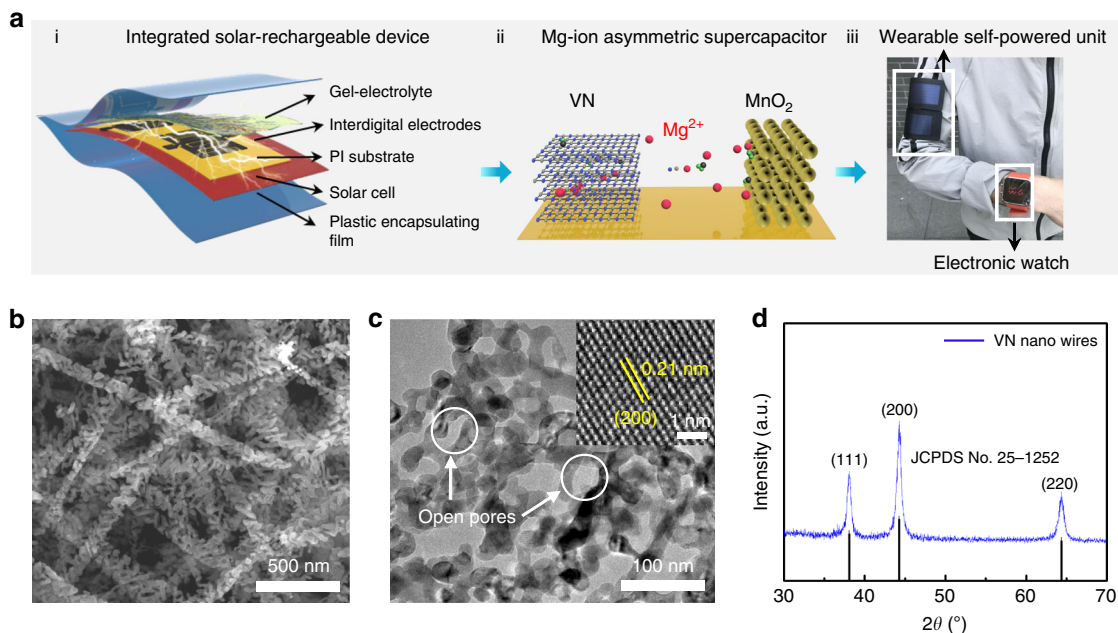 a
i
Integrated solar-rechargeable device
ii
Mg-ion asymmetric supercapacitor
iii
Wearable self-powered unit
Gel-electrolyte
Interdigital electrodes
PI substrate
Solar cell
Plastic encapsulating
film
VN
MnO₂
Mg²⁺
Electronic watch
b
500 nm
c
0.21 nm
(200)
1 nm
Open pores
100 nm
d
VN nano wires
(200)
(111)
JCPDS No. 25–1252
(220)
Intensity (a.u.)
30
40
50
60
70
2θ (°)